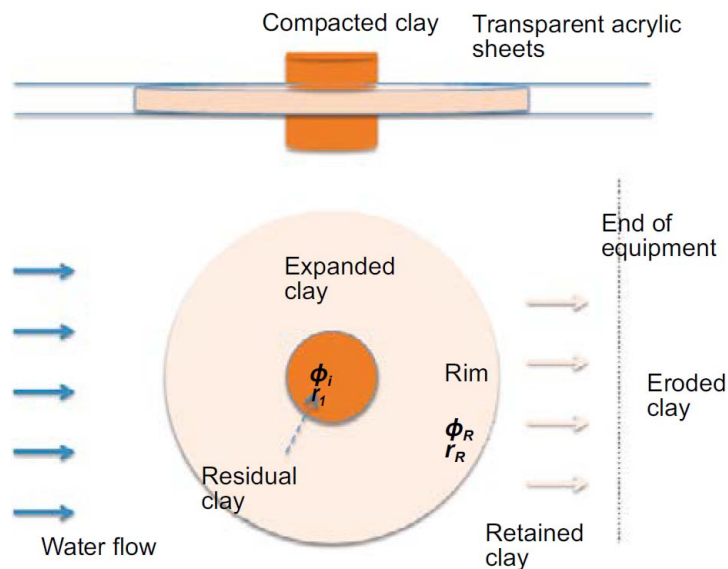 Compacted clay
Transparent acrylic
sheets
End of
equipment
Expanded
clay
ϕi
r1
Rim
ϕR
rR
Eroded
clay
Residual
clay
Water flow
Retained
clay